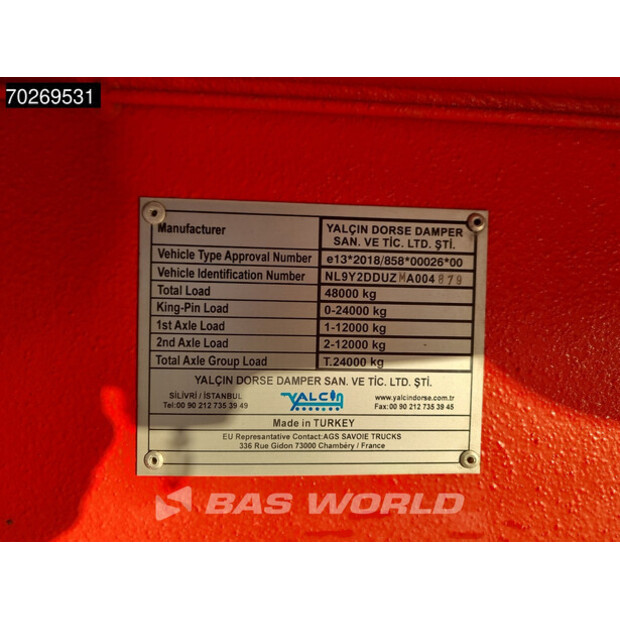 70269531
Manufacturer YALÇIN DORSE DAMPER
SAN. VE TİC. LTD. ŞTİ.
Vehicle Type Approval Number e13*2018/858*00026*00
Vehicle Identification Number NL9Y2DDUZMA004879
Total Load 48000 kg
King-Pin Load 0-24000 kg
1st Axle Load 1-12000 kg
2nd Axle Load 2-12000 kg
Total Axle Group Load T.24000 kg
YALÇIN DORSE DAMPER SAN. VE TİC. LTD. ŞTİ.
SİLİVRİ / İSTANBUL
Tel:00 90 212 735 39 49
YALÇIN
www.yalcindorse.com.tr
Fax:00 90 212 735 39 45
Made in TURKEY
EU Represantative Contact:AGS SAVOIE TRUCKS
336 Rue Gidon 73000 Chambéry / France
BAS WORLD